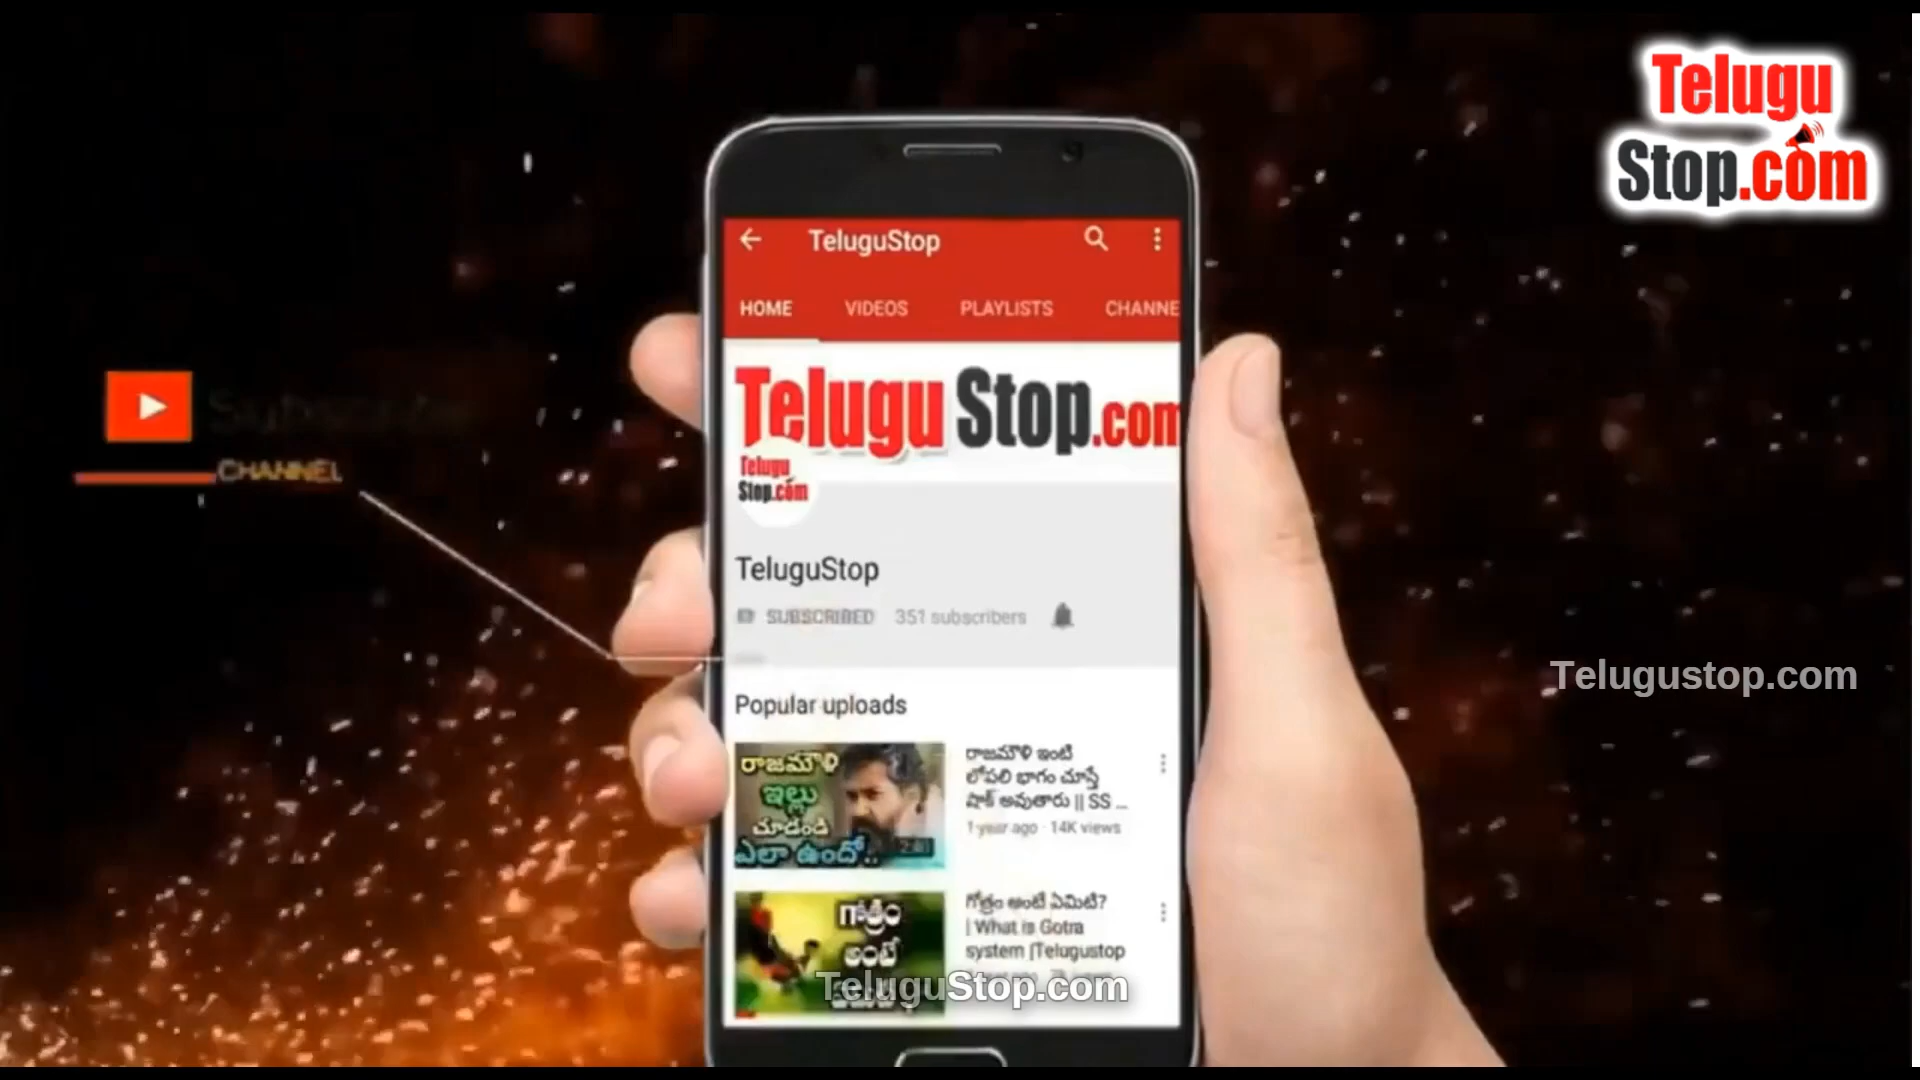 Telugu
Stop.com
TeluguStop
HOME VIDEOS PLAYLISTS CHANNE
Telugu Stop.com
Telugu
Stop.com
CHANNEL
TeluguStop
SUBSCRIBED 351 subscribers
Telugustop.com
Popular uploads
రాజమౌళి
ఇల్లు
చూడండి
ఎలా ఉందో..
రాజమౌళి ఇంటి
లోపలి భాగం చూస్తే
షాక్ అవుతారు || SS ...
1 year ago · 14K views
గోత్రం
అంటే
గోత్రం అంటే ఏమిటి?
| What is Gotra
system |Telugustop
TeluguStop.com